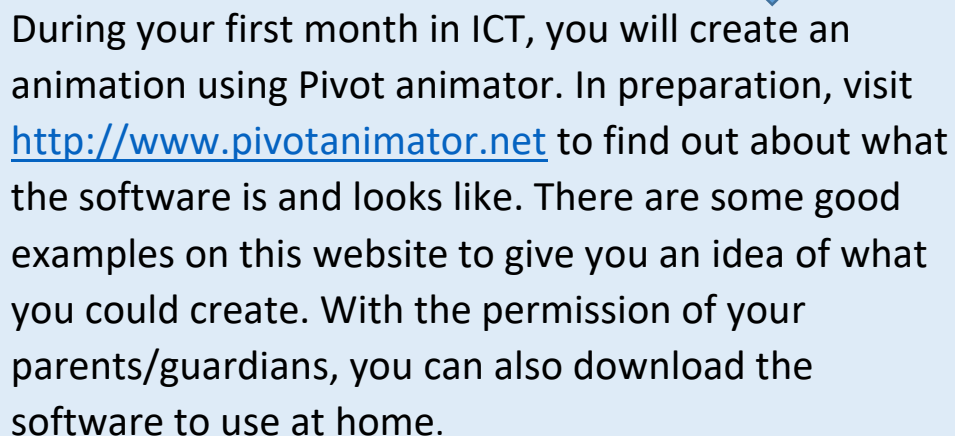 During your first month in ICT, you will create an
animation using Pivot animator. In preparation, visit
http://www.pivotanimator.net to find out about what
the software is and looks like. There are some good
examples on this website to give you an idea of what
you could create. With the permission of your
parents/guardians, you can also download the
software to use at home.